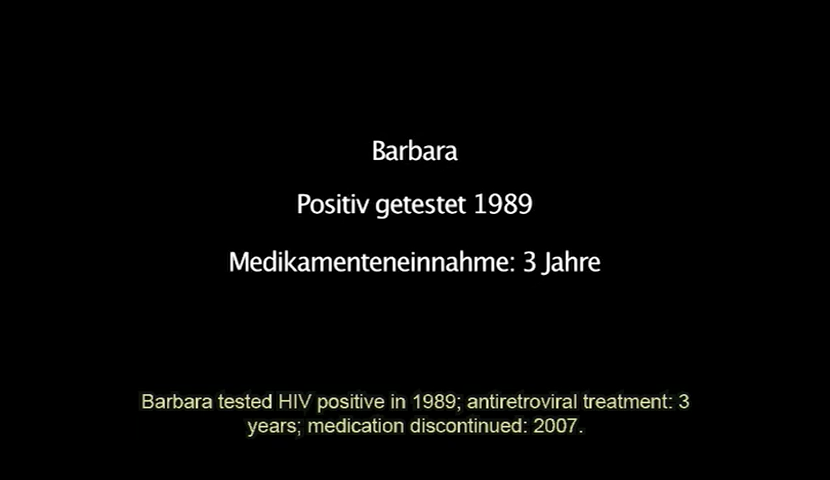 Barbara
Positiv getestet 1989
Medikamenteneinnahme: 3 Jahre
Barbara tested HIV positive in 1989; antiretroviral treatment: 3
years; medication discontinued: 2007.